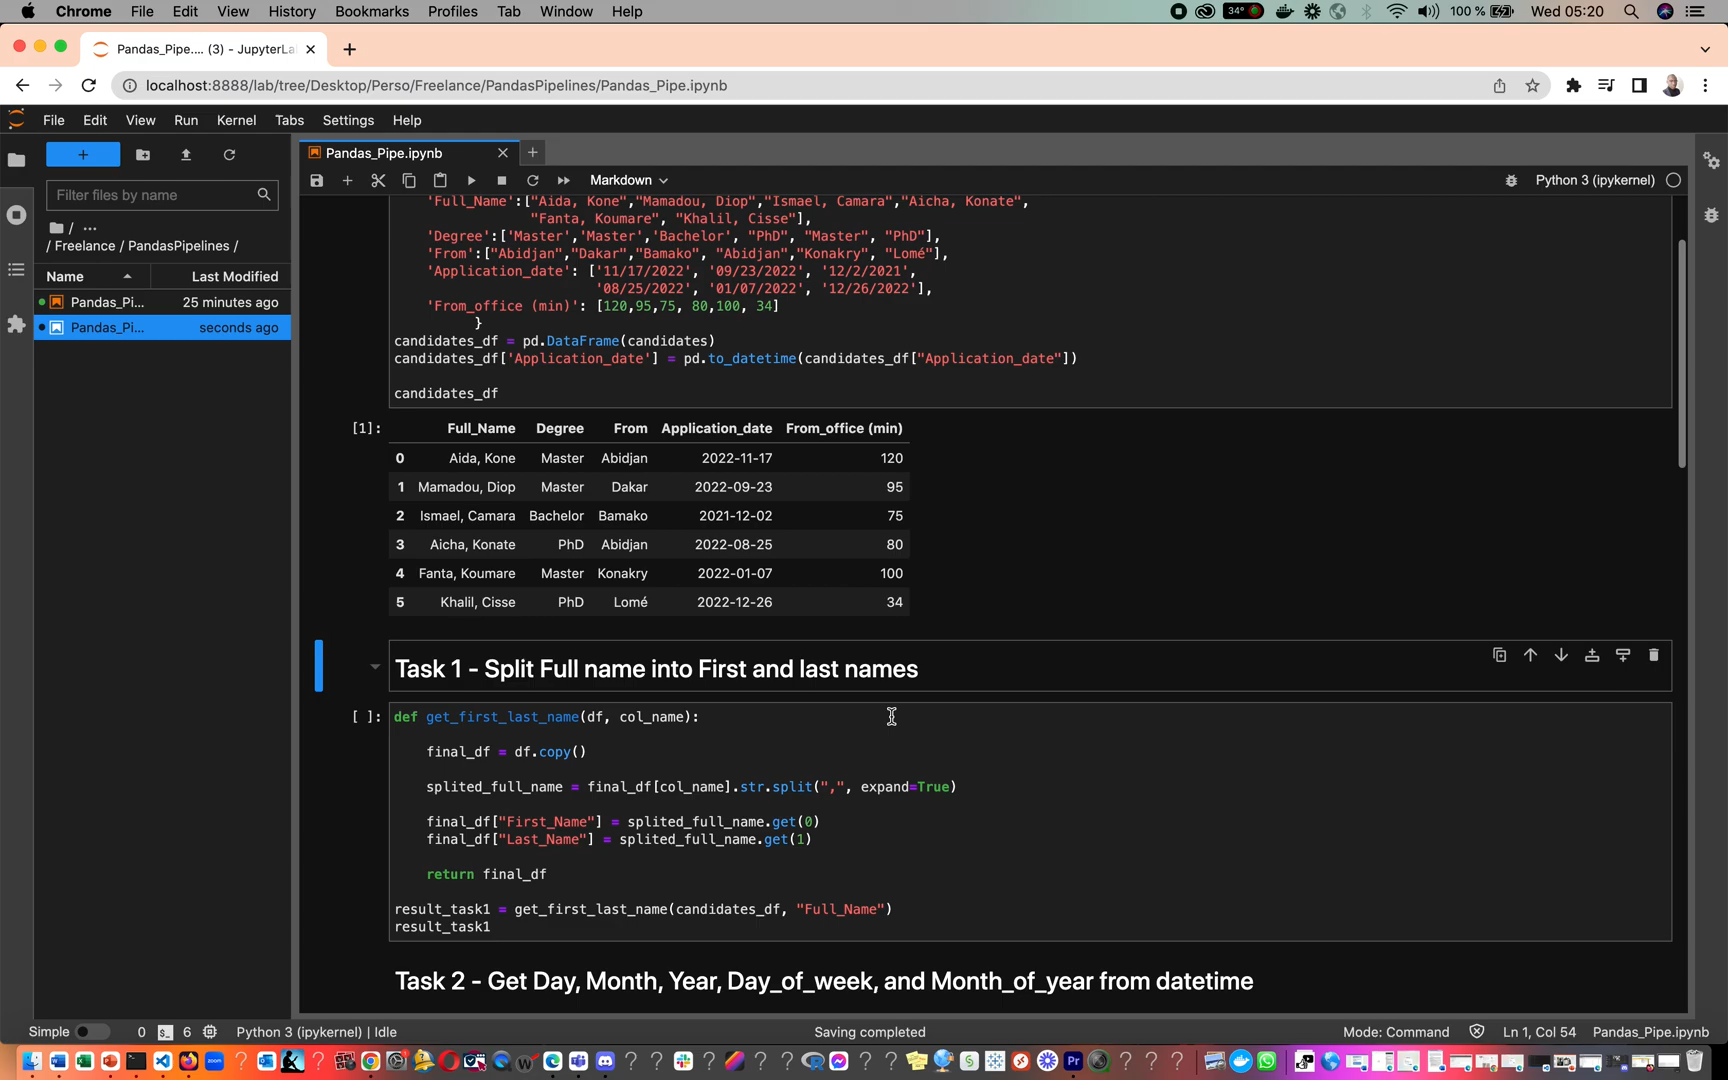 Chrome File Edit View History Bookmarks Profiles Tab Window Help 34° 100 % Wed 05:20
Pandas_Pipe.... (3) - JupyterLa
localhost:8888/lab/tree/Desktop/Perso/Freelance/PandasPipelines/Pandas_Pipe.ipynb
File Edit View Run Kernel Tabs Settings Help
Filter files by name
/ ...
/ Freelance / PandasPipelines /
Name Last Modified
Pandas_Pi... 25 minutes ago
Pandas_Pi... seconds ago
Pandas_Pipe.ipynb
Markdown Python 3 (ipykernel)
'Full_Name':["Aida, Kone","Mamadou, Diop","Ismael, Camara","Aicha, Konate",
"Fanta, Koumare", "Khalil, Cisse"],
'Degree':['Master','Master','Bachelor', "PhD", "Master", "PhD"],
'From':["Abidjan","Dakar","Bamako", "Abidjan","Konakry", "Lomé"],
'Application_date': ['11/17/2022', '09/23/2022', '12/2/2021',
'08/25/2022', '01/07/2022', '12/26/2022'],
'From_office (min)': [120,95,75, 80,100, 34]
}
candidates_df = pd.DataFrame(candidates)
candidates_df['Application_date'] = pd.to_datetime(candidates_df["Application_date"])
candidates_df
[1]: Full_Name Degree From Application_date From_office (min)
0 Aida, Kone Master Abidjan 2022-11-17 120
1 Mamadou, Diop Master Dakar 2022-09-23 95
2 Ismael, Camara Bachelor Bamako 2021-12-02 75
3 Aicha, Konate PhD Abidjan 2022-08-25 80
4 Fanta, Koumare Master Konakry 2022-01-07 100
5 Khalil, Cisse PhD Lomé 2022-12-26 34
Task 1 - Split Full name into First and last names
[ ]: def get_first_last_name(df, col_name):
final_df = df.copy()
splited_full_name = final_df[col_name].str.split(",", expand=True)
final_df["First_Name"] = splited_full_name.get(0)
final_df["Last_Name"] = splited_full_name.get(1)
return final_df
result_task1 = get_first_last_name(candidates_df, "Full_Name")
result_task1
Task 2 - Get Day, Month, Year, Day_of_week, and Month_of_year from datetime
Simple 0 6 Python 3 (ipykernel) | Idle Saving completed Mode: Command Ln 1, Col 54 Pandas_Pipe.ipynb